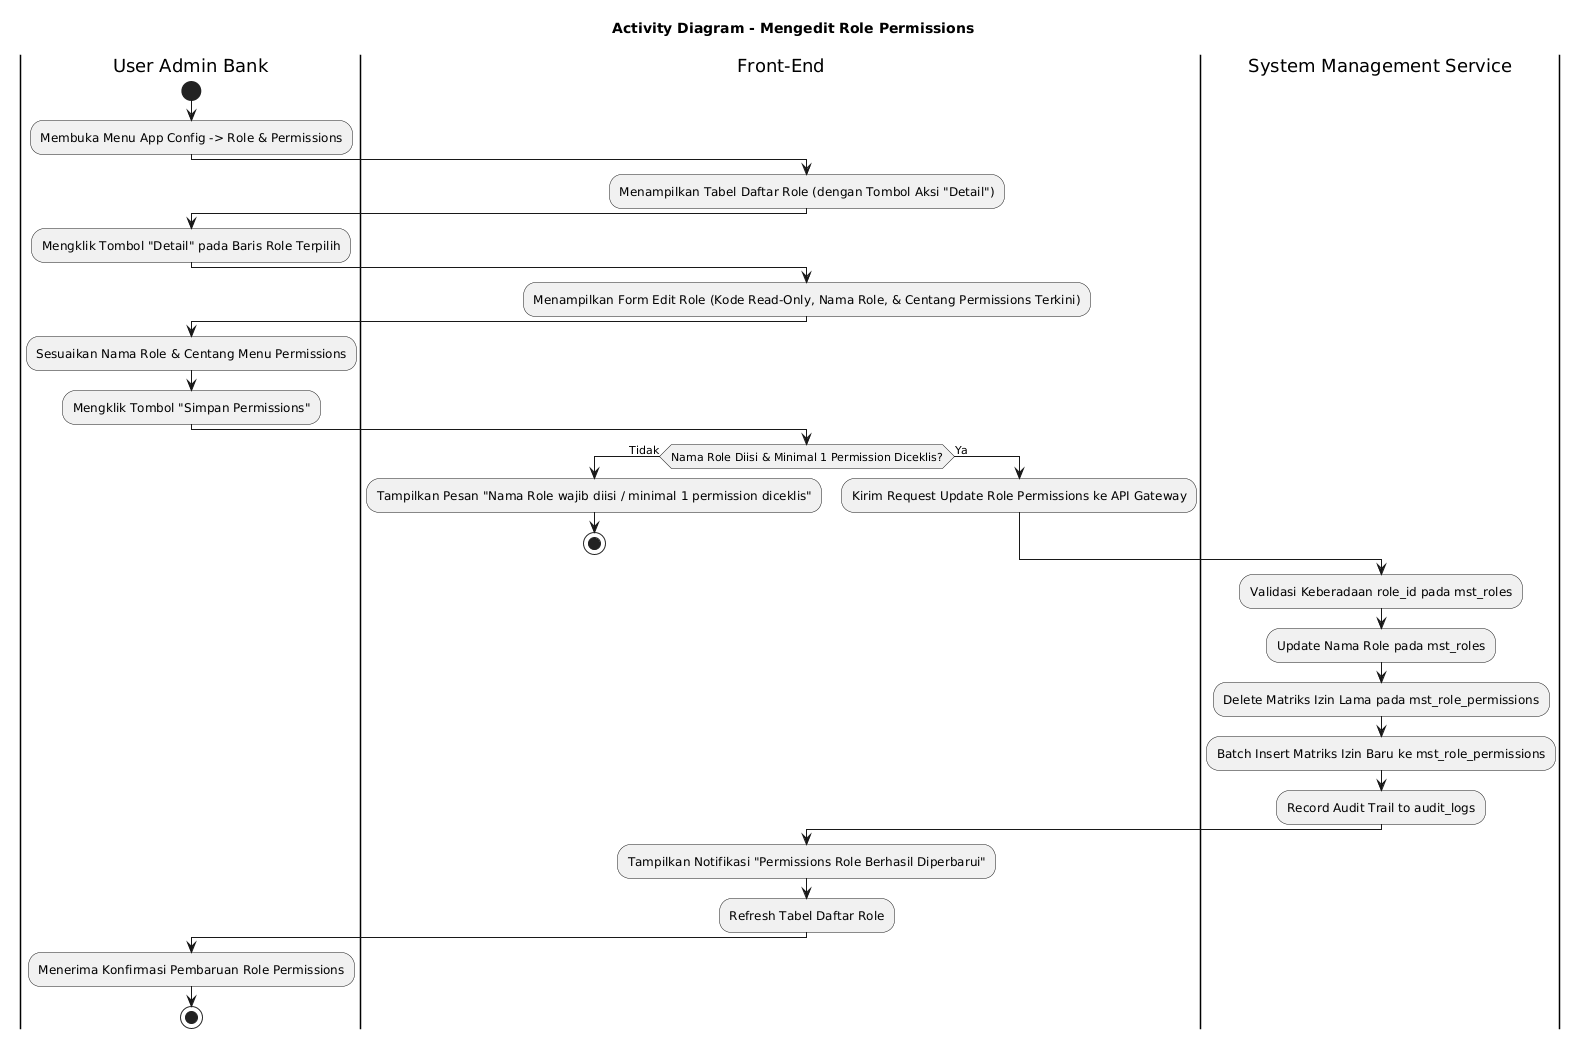 Activity Diagram - Mengedit Role Permissions
User Admin Bank
Front-End
System Management Service
Membuka Menu App Config -> Role & Permissions
Menampilkan Tabel Daftar Role (dengan Tombol Aksi "Detail")
Mengklik Tombol "Detail" pada Baris Role Terpilih
Menampilkan Form Edit Role (Kode Read-Only, Nama Role, & Centang Permissions Terkini)
Sesuaikan Nama Role & Centang Menu Permissions
Mengklik Tombol "Simpan Permissions"
Tidak
Nama Role Diisi & Minimal 1 Permission Diceklis?
Ya
Tampilkan Pesan "Nama Role wajib diisi / minimal 1 permission diceklis"
Kirim Request Update Role Permissions ke API Gateway
Validasi Keberadaan role_id pada mst_roles
Update Nama Role pada mst_roles
Delete Matriks Izin Lama pada mst_role_permissions
Batch Insert Matriks Izin Baru ke mst_role_permissions
Record Audit Trail to audit_logs
Tampilkan Notifikasi "Permissions Role Berhasil Diperbarui"
Refresh Tabel Daftar Role
Menerima Konfirmasi Pembaruan Role Permissions